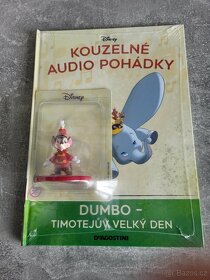 Disney
KOUZELNÉ
AUDIO POHÁDKY
Disney
DUMBO –
TIMOTEJŮV VELKÝ DEN
DeAGOSTINI